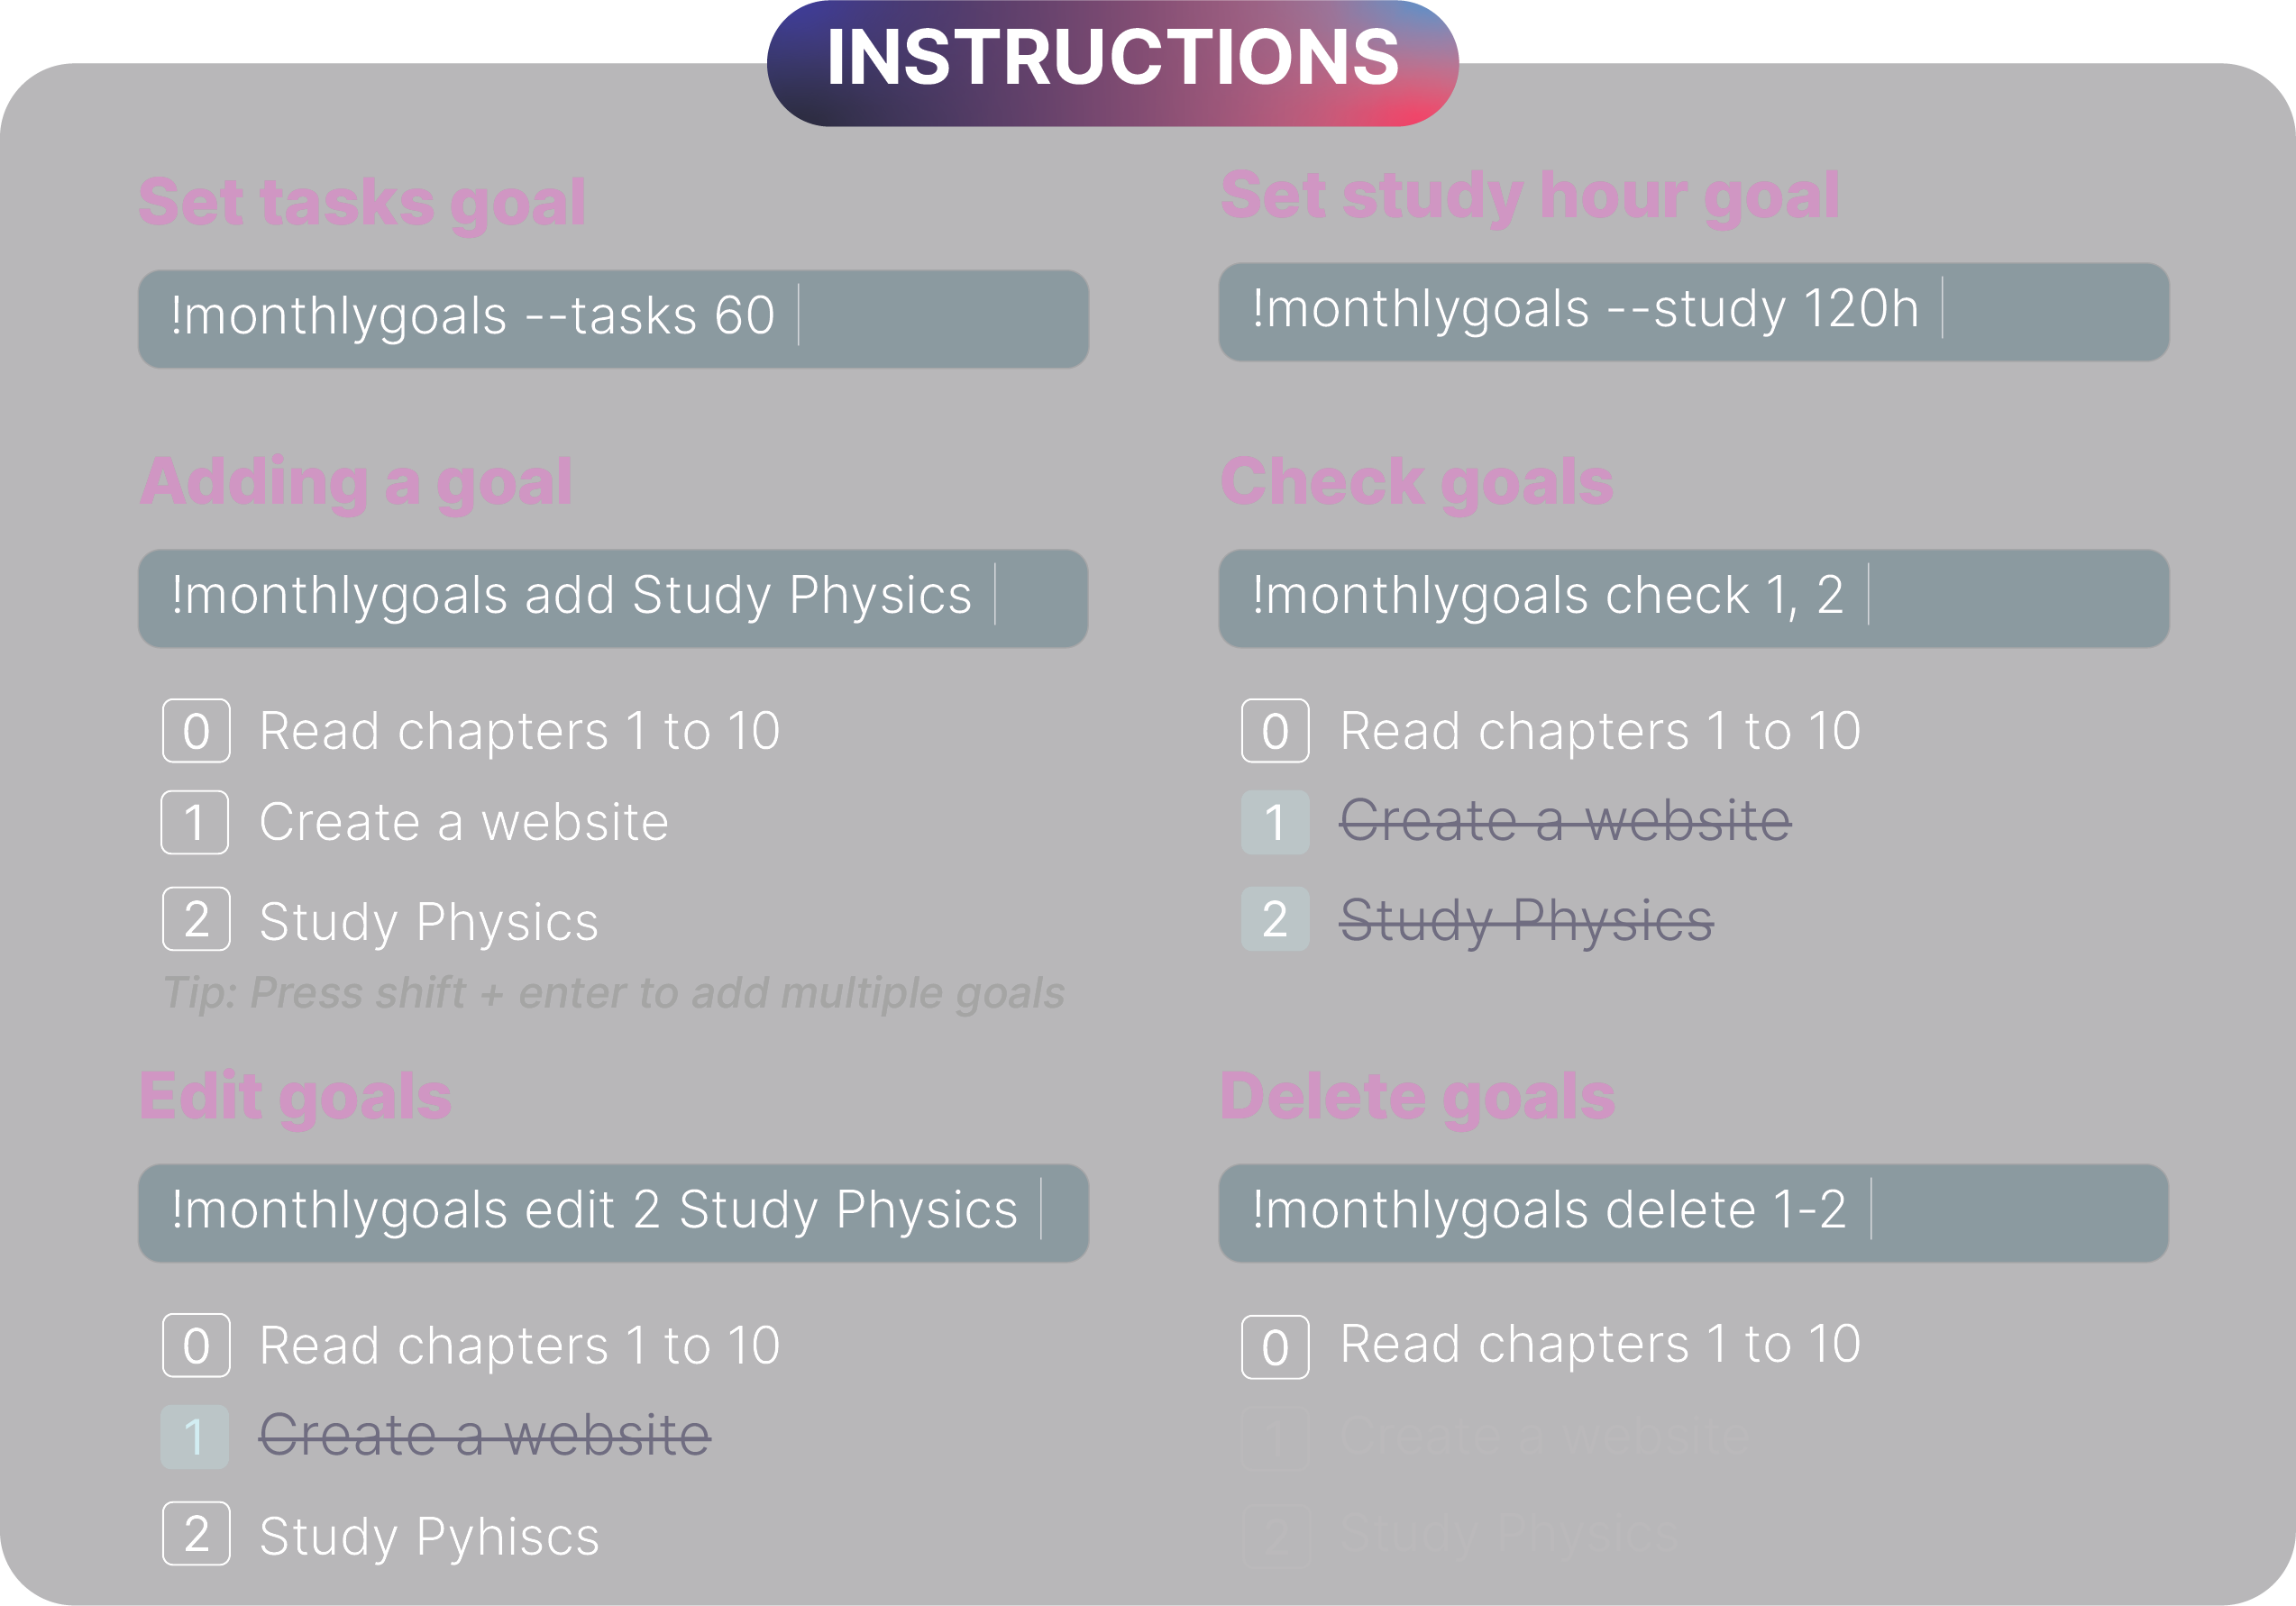 INSTRUCTIONS
Set tasks goal
!monthlygoals --tasks 60
Adding a goal
!monthlygoals add Study Physics
0 Read chapters 1 to 10
1 Create a website
2 Study Physics
Tip: Press shift + enter to add multiple goals
Edit goals
!monthlygoals edit 2 Study Physics
0 Read chapters 1 to 10
1 Create a website
2 Study Pyhiscs
Set study hour goal
!monthlygoals --study 120h
Check goals
!monthlygoals check 1, 2
0 Read chapters 1 to 10
1 Create a website
2 Study Physics
Delete goals
!monthlygoals delete 1-2
0 Read chapters 1 to 10
a website
2 Study Physics